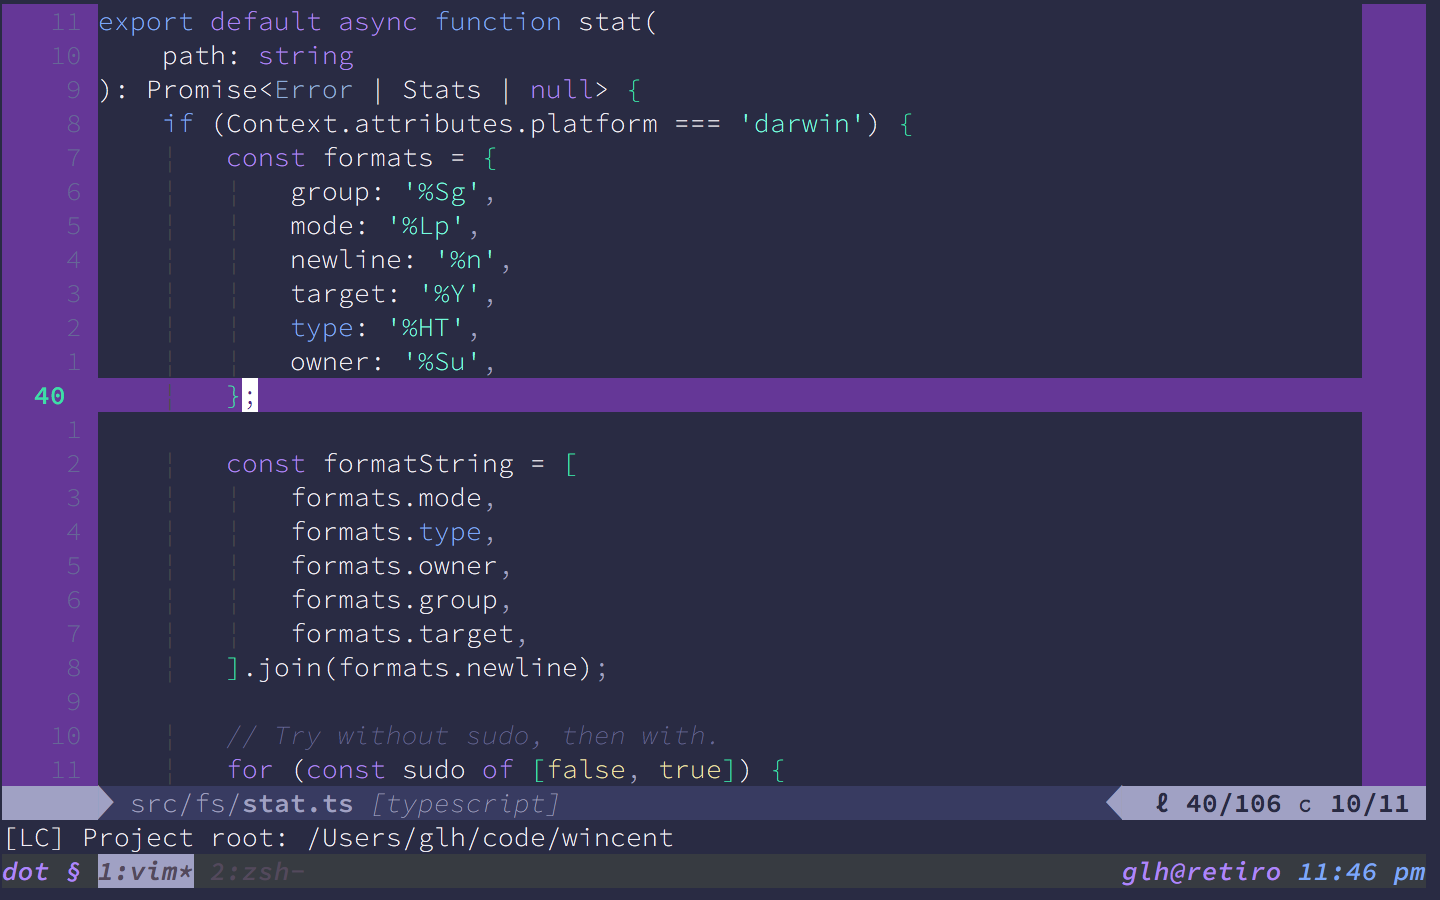 11 export default async function stat(
10     path: string
9 ): Promise<Error | Stats | null> {
8     if (Context.attributes.platform === 'darwin') {
7         const formats = {
6             group: '%Sg',
5             mode: '%Lp',
4             newline: '%n',
3             target: '%Y',
2             type: '%HT',
1             owner: '%Su',
40         };
1
2         const formatString = [
3             formats.mode,
4             formats.type,
5             formats.owner,
6             formats.group,
7             formats.target,
8         ].join(formats.newline);
9
10         // Try without sudo, then with.
11         for (const sudo of [false, true]) {
src/fs/stat.ts [typescript] ℓ 40/106 c 10/11
[LC] Project root: /Users/glh/code/wincent
dot § 1:vim* 2:zsh- glh@retiro 11:46 pm